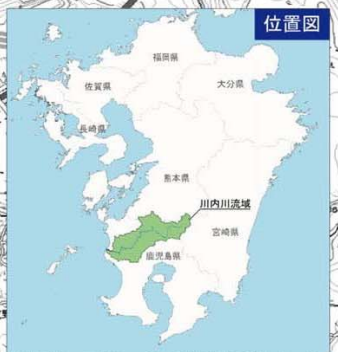 位置図
福岡県
佐賀県
大分県
長崎県
熊本県
川内川流域
宮崎県
鹿児島県